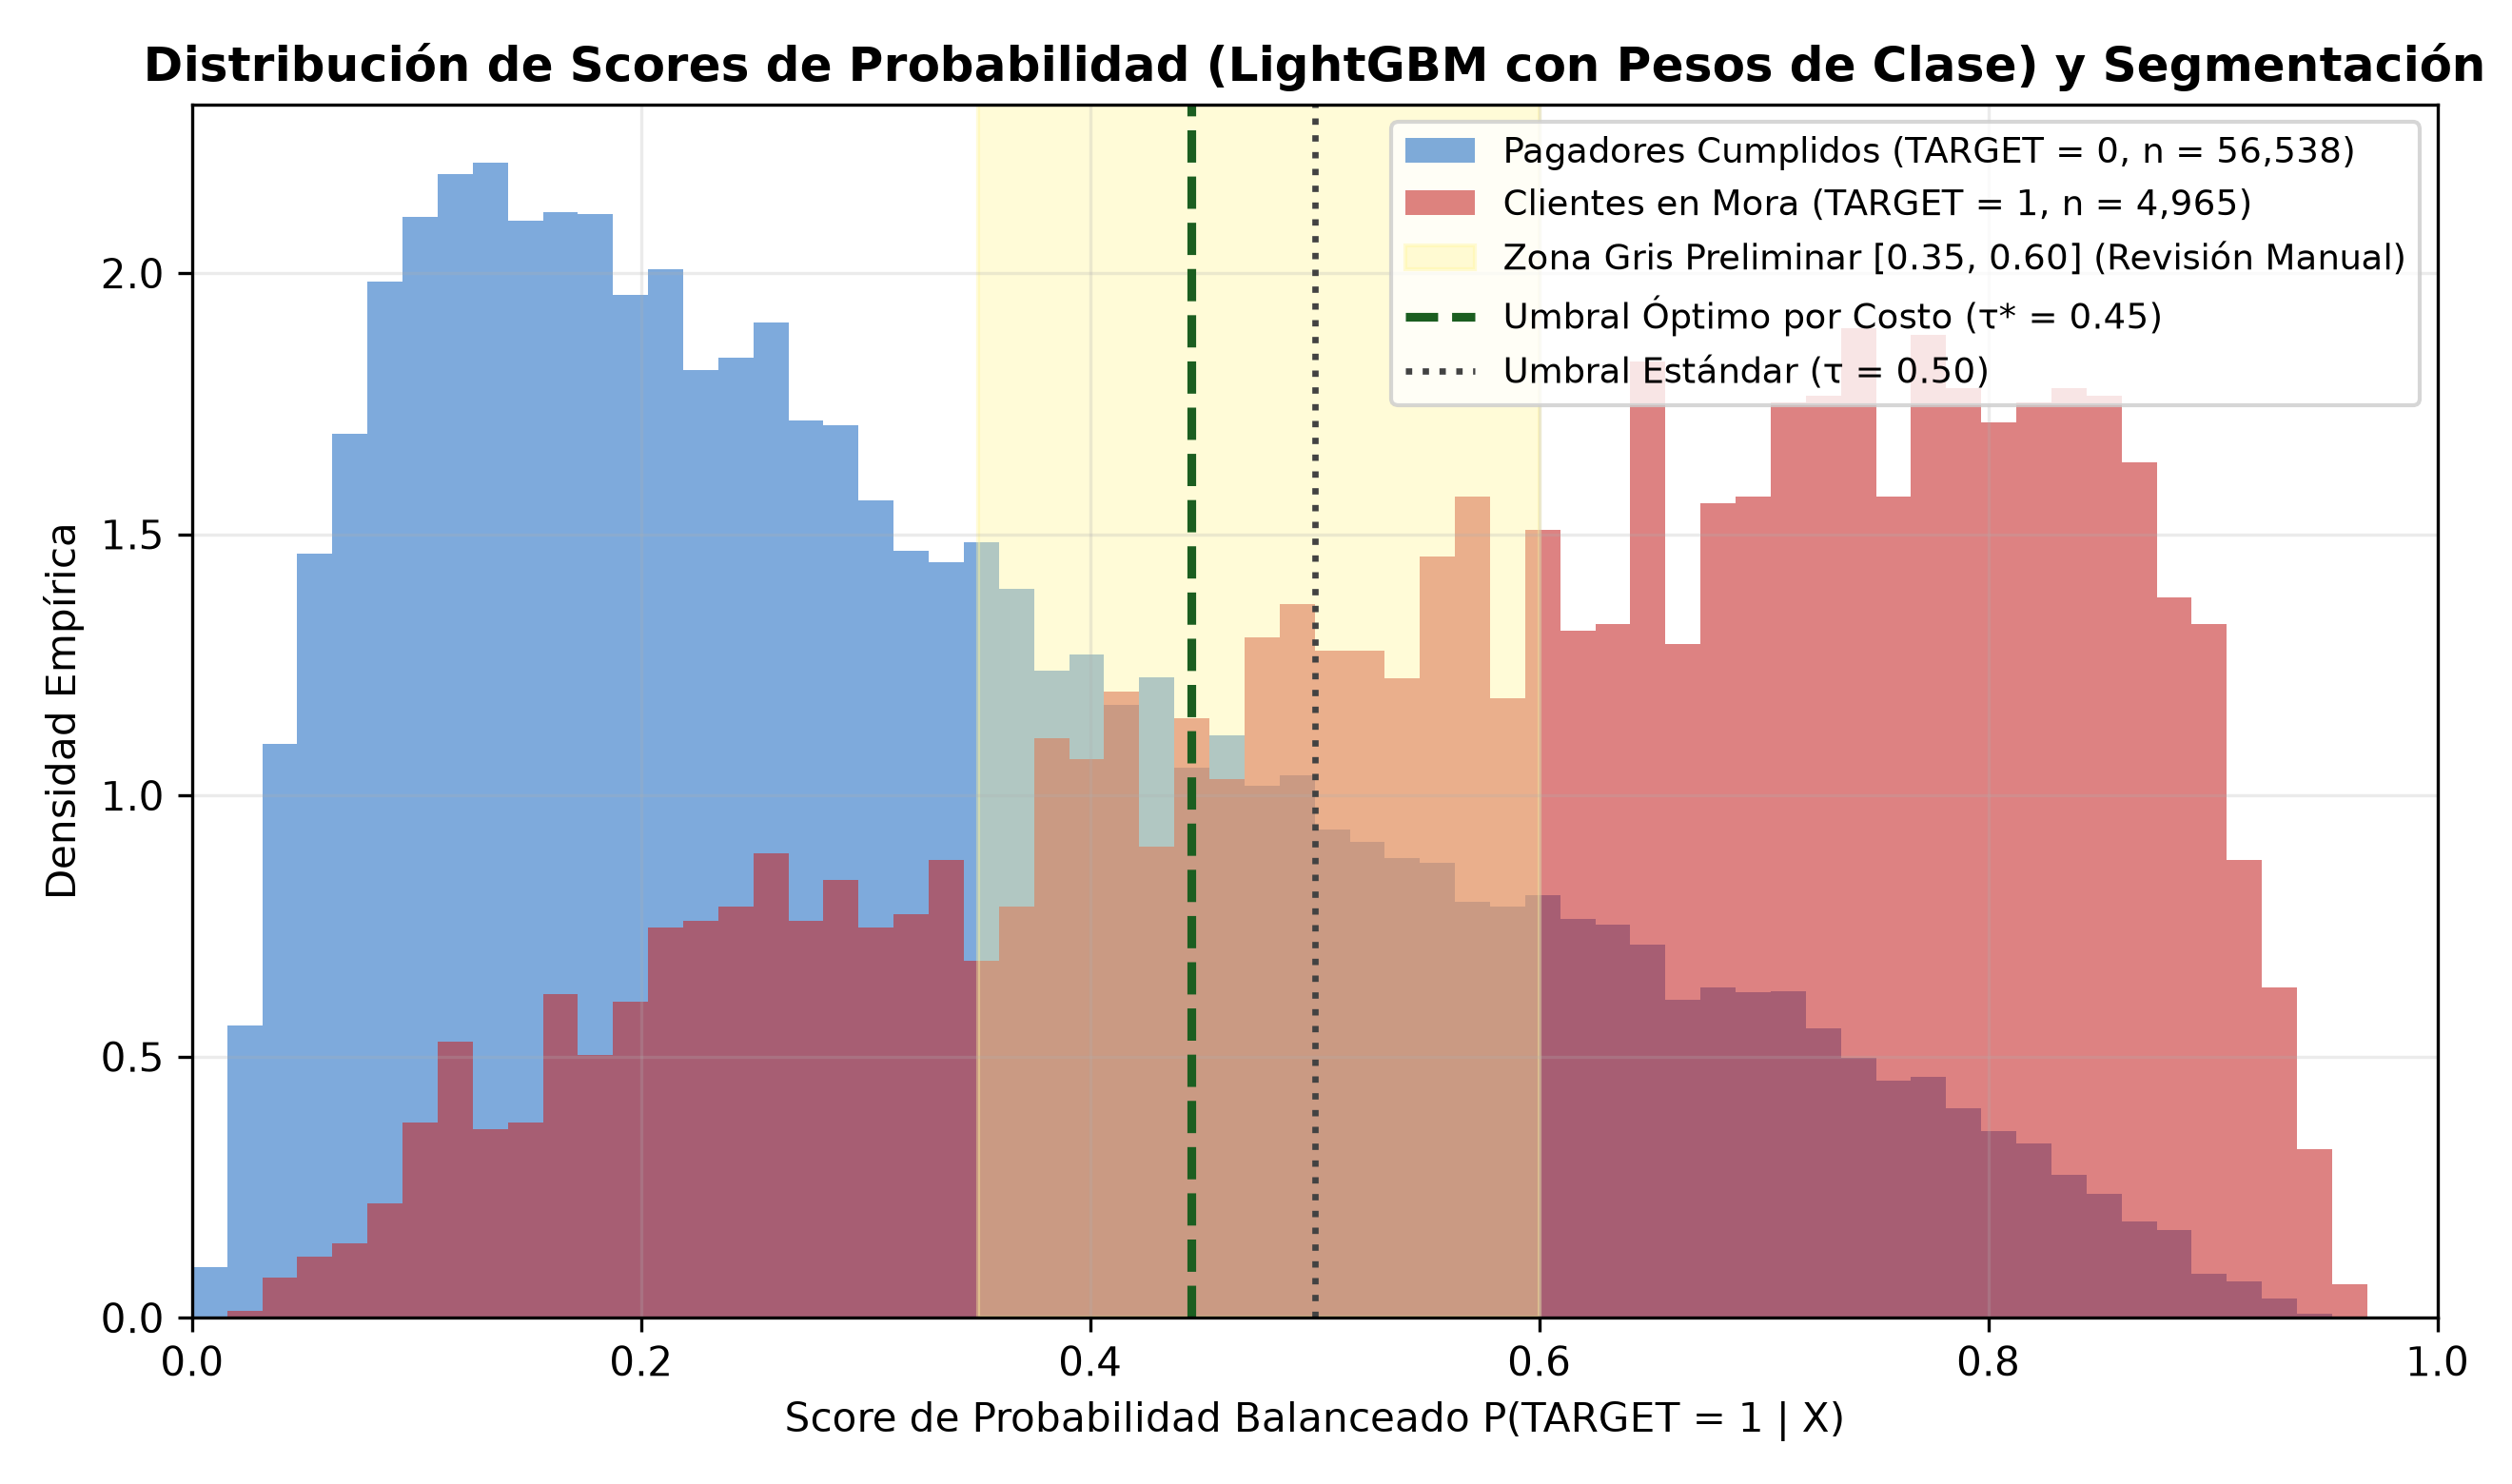 Distribución de Scores de Probabilidad (LightGBM con Pesos de Clase) y Segmentación
Pagadores Cumplidos (TARGET = 0, n = 56,538)
Clientes en Mora (TARGET = 1, n = 4,965)
Zona Gris Preliminar [0.35, 0.60] (Revisión Manual)
Umbral Óptimo por Costo (τ* = 0.45)
Umbral Estándar (τ = 0.50)
Densidad Empírica
2.0
1.5
1.0
0.5
0.0
0.0 0.2 0.4 0.6 0.8 1.0
Score de Probabilidad Balanceado P(TARGET = 1 | X)